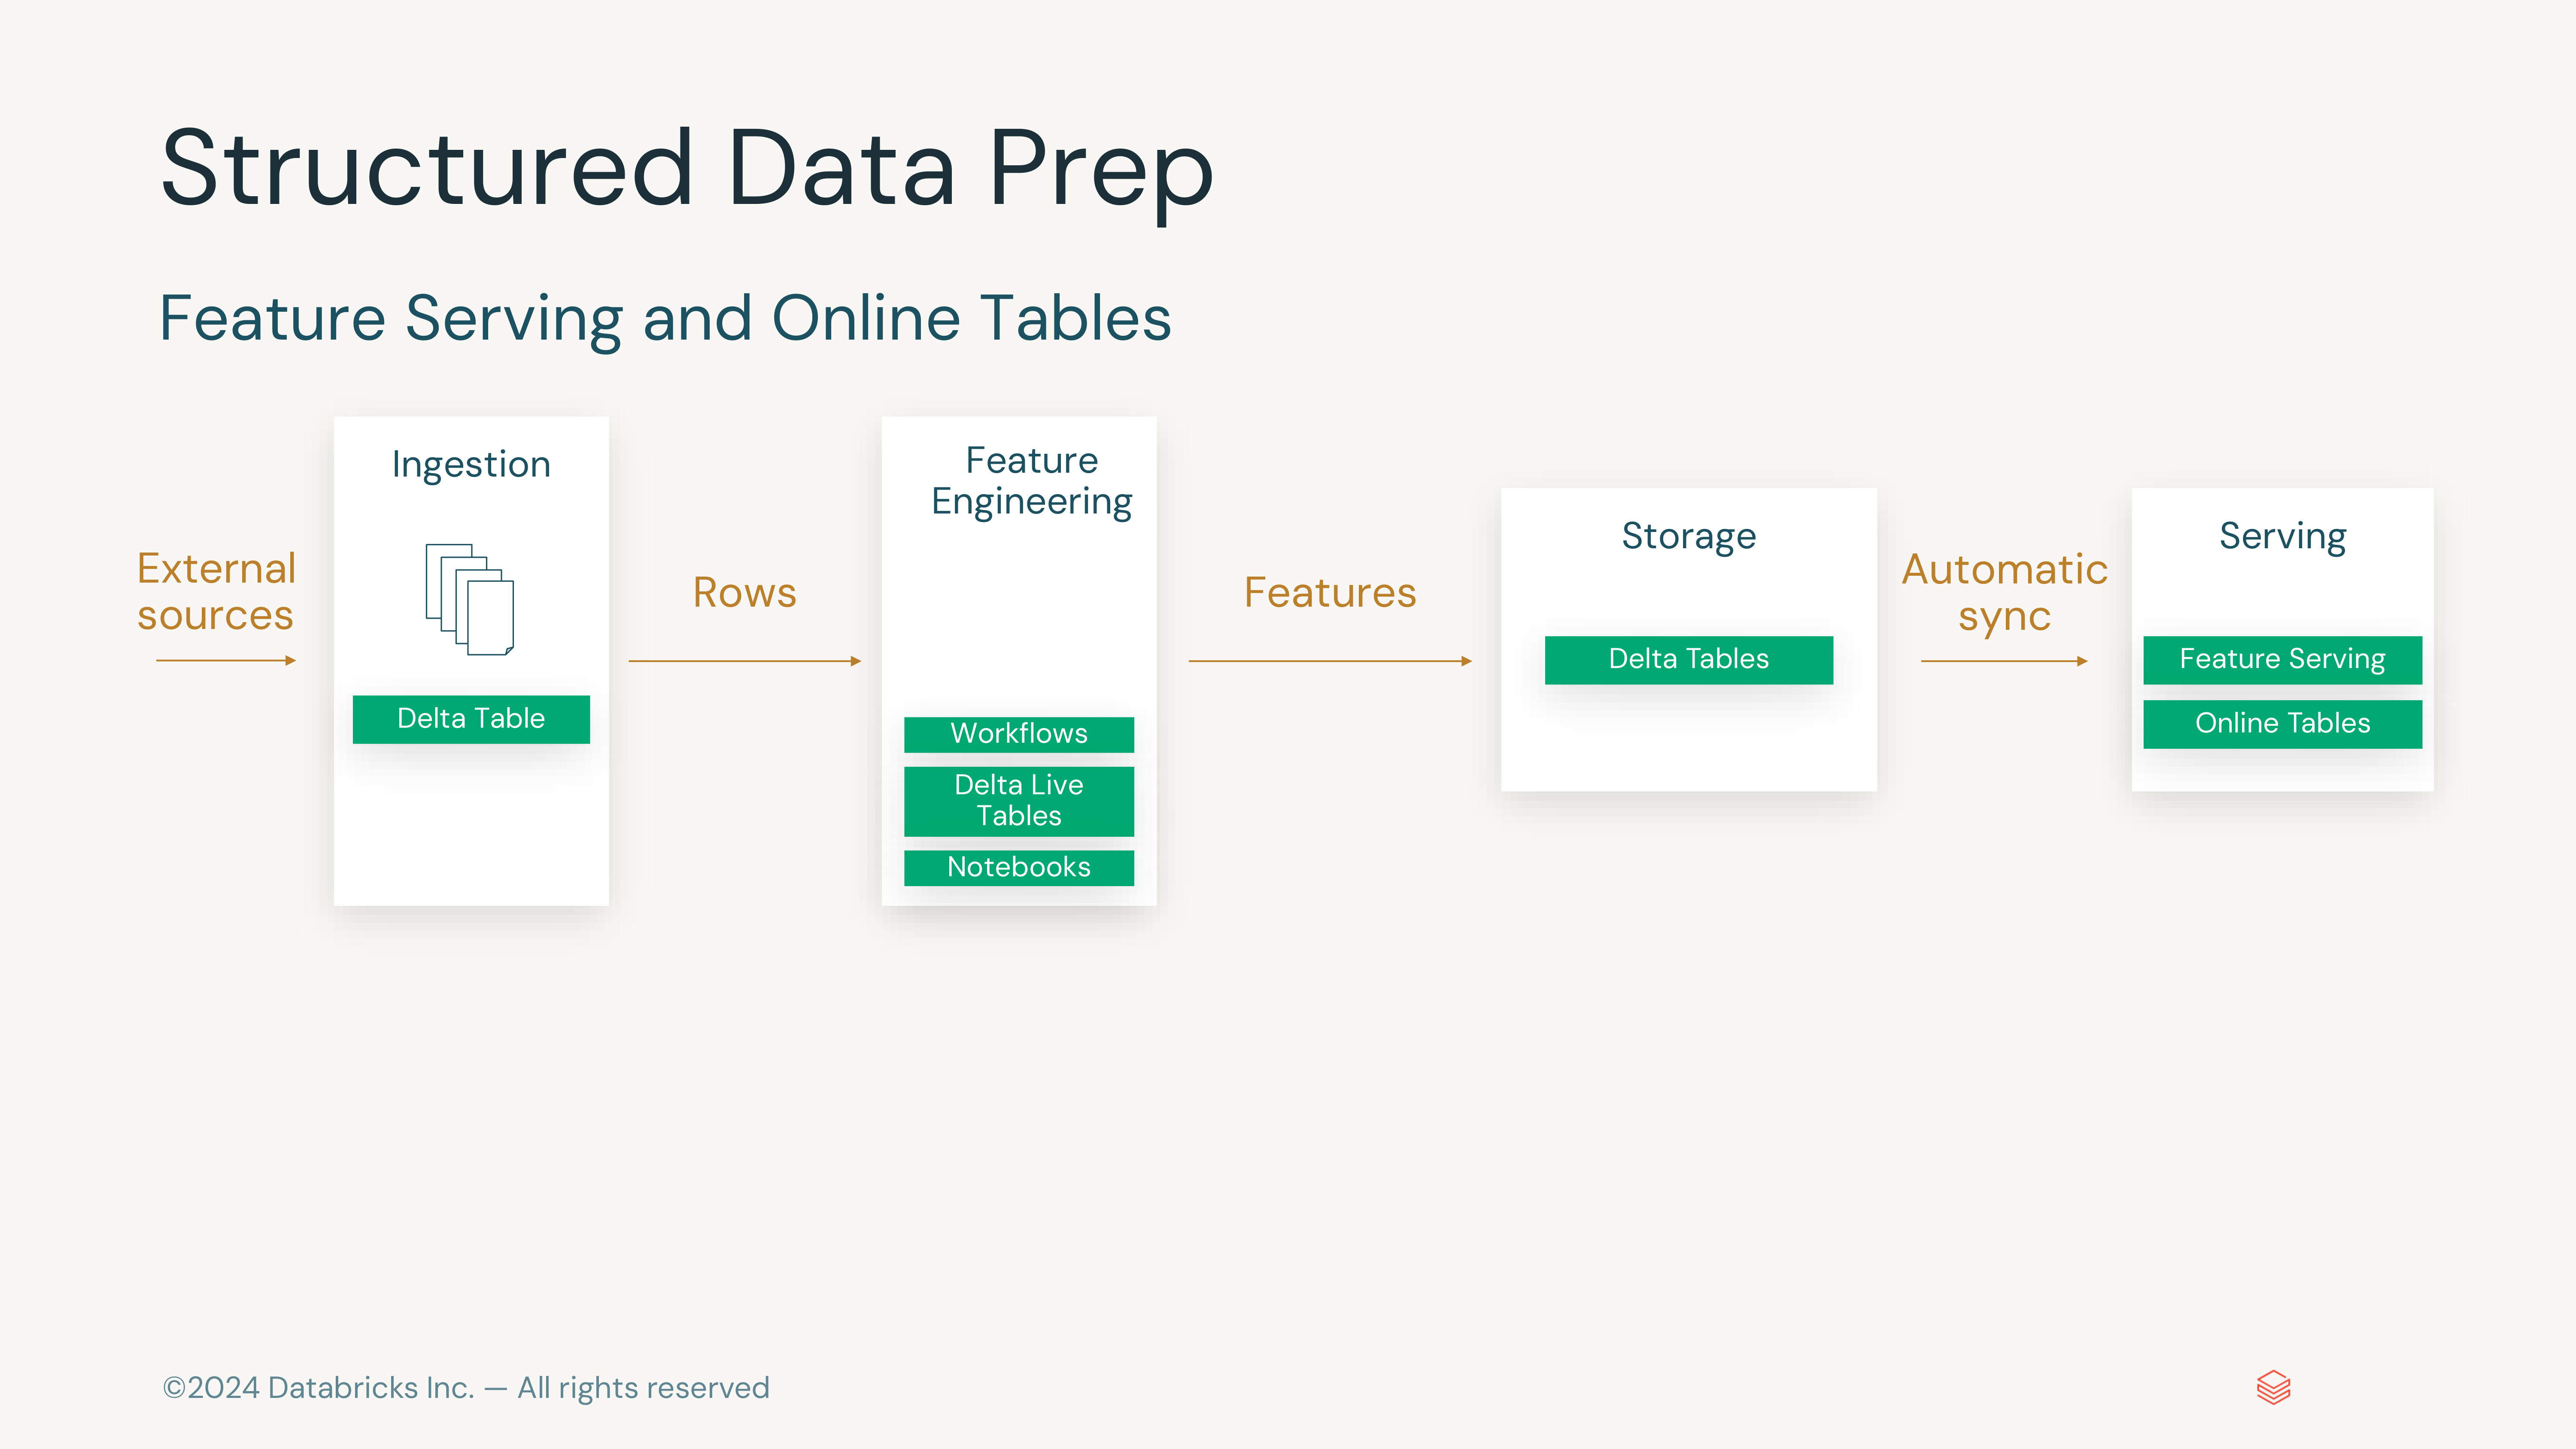 Structured Data Prep
Feature Serving and Online Tables
External
sources
Ingestion
Delta Table
Rows
Feature
Engineering
Workflows
Delta Live
Tables
Notebooks
Features
Storage
Delta Tables
Automatic
sync
Serving
Feature Serving
Online Tables
©2024 Databricks Inc. — All rights reserved